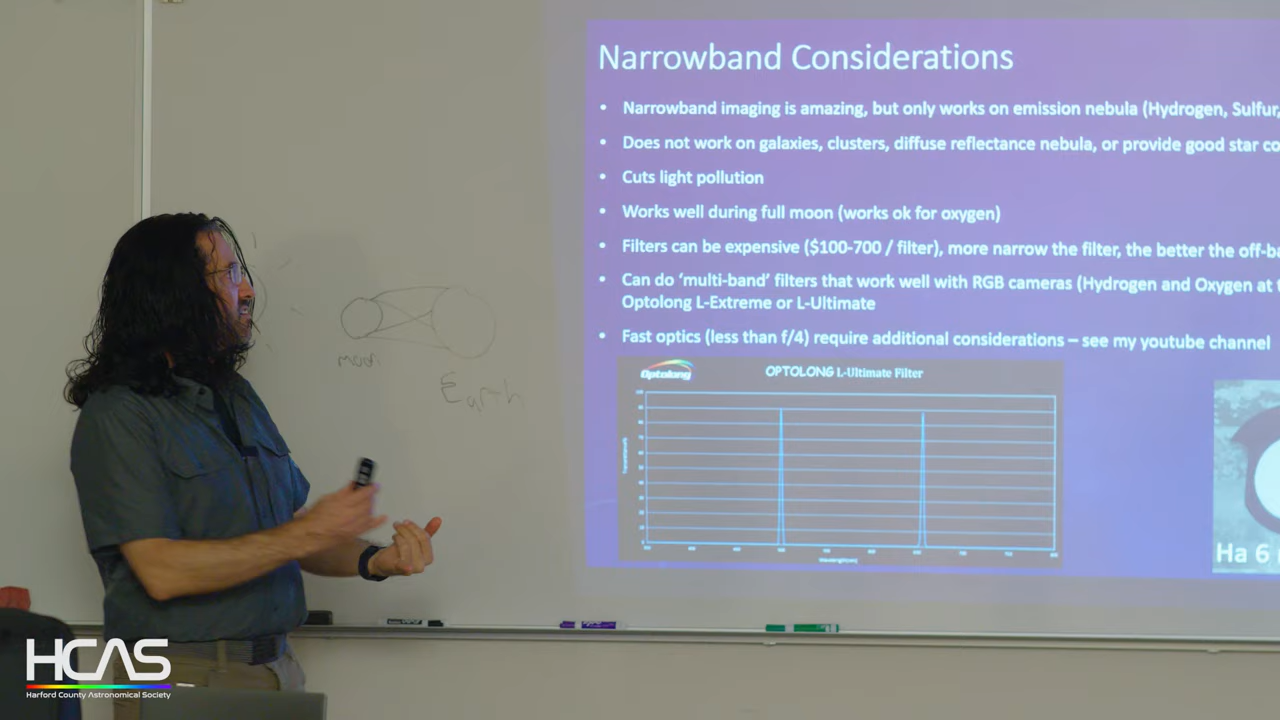 Narrowband Considerations
• Narrowband imaging is amazing, but only works on emission nebula (Hydrogen, Sulfur,
• Does not work on galaxies, clusters, diffuse reflectance nebula, or provide good star co
• Cuts light pollution
• Works well during full moon (works ok for oxygen)
• Filters can be expensive ($100-700 / filter), more narrow the filter, the better the off-ba
• Can do ‘multi-band’ filters that work well with RGB cameras (Hydrogen and Oxygen at t
Optolong L-Extreme or L-Ultimate
• Fast optics (less than f/4) require additional considerations – see my youtube channel
Optolong
OPTOLONG L-Ultimate Filter
Ha 6
moon
Earth
HCAS
Harford County Astronomical Society